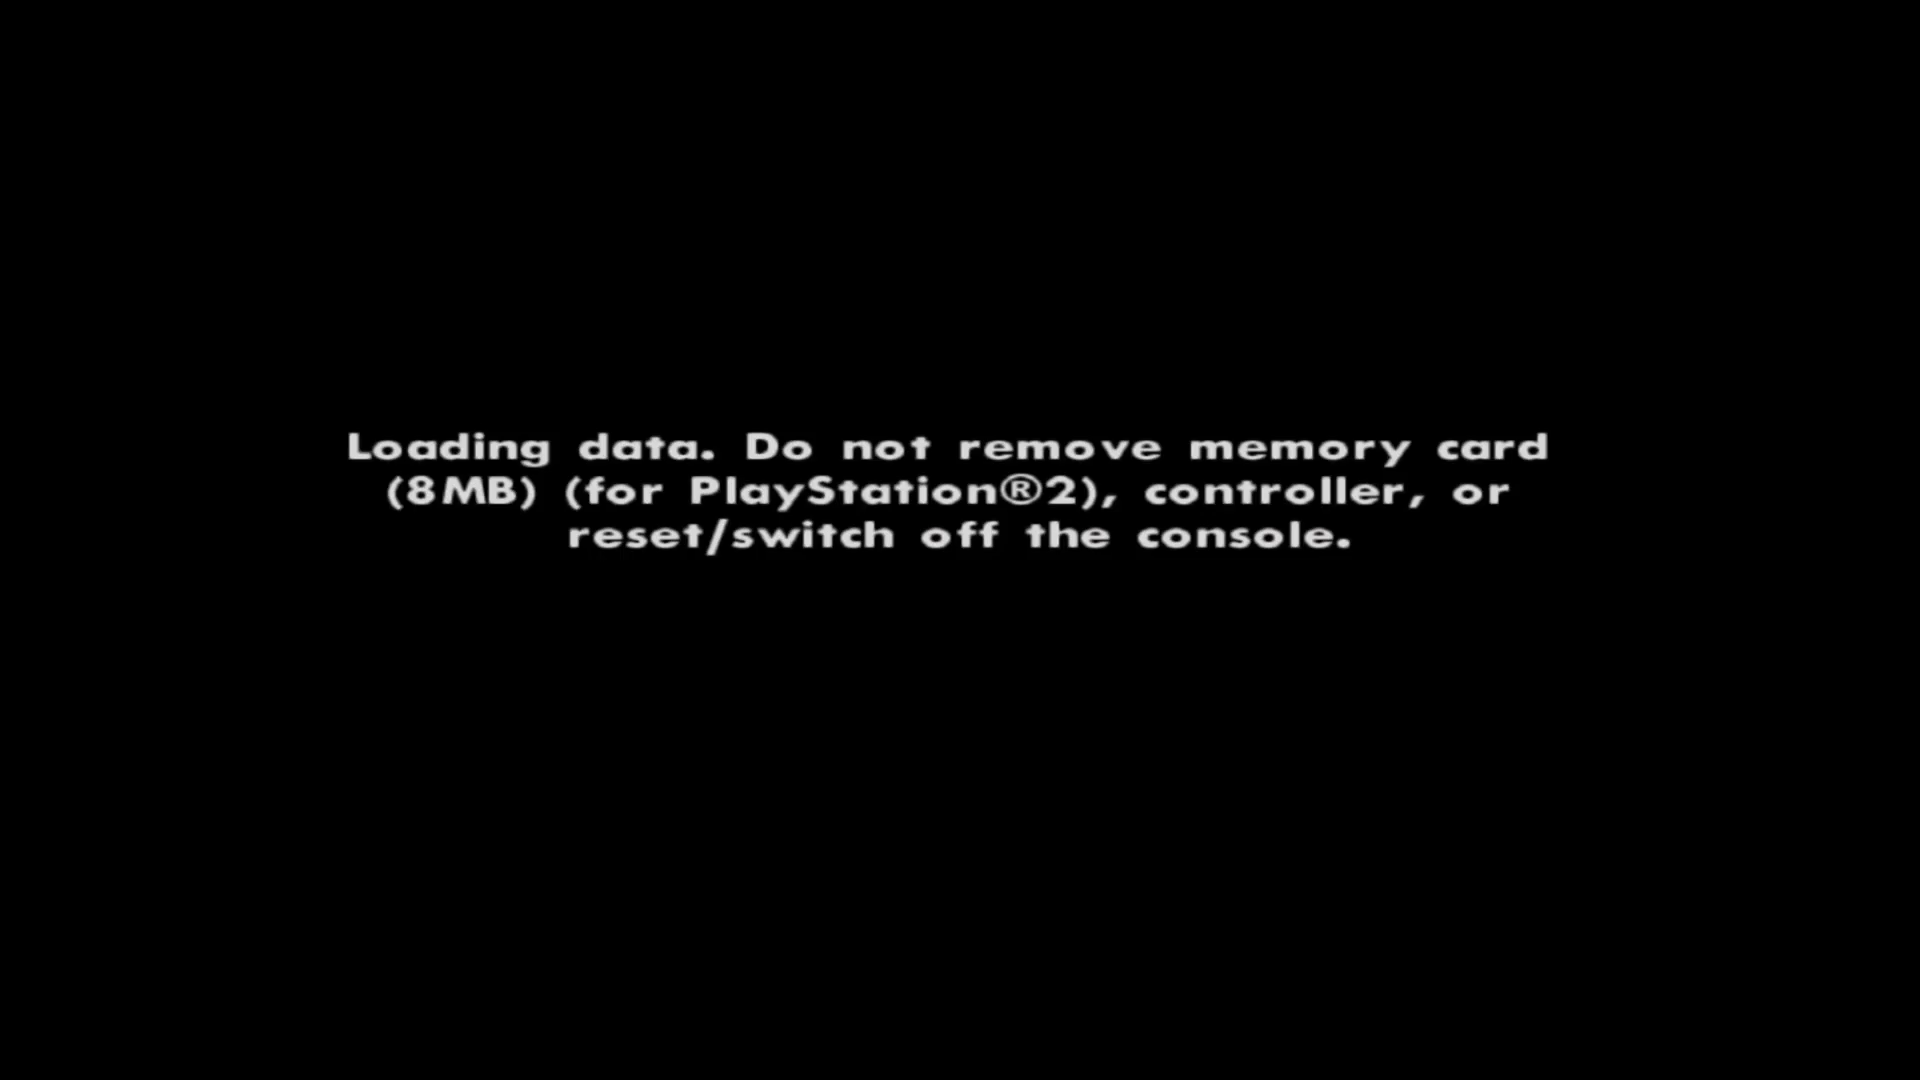 Loading data. Do not remove memory card
(8MB) (for PlayStation®2), controller, or
reset/switch off the console.